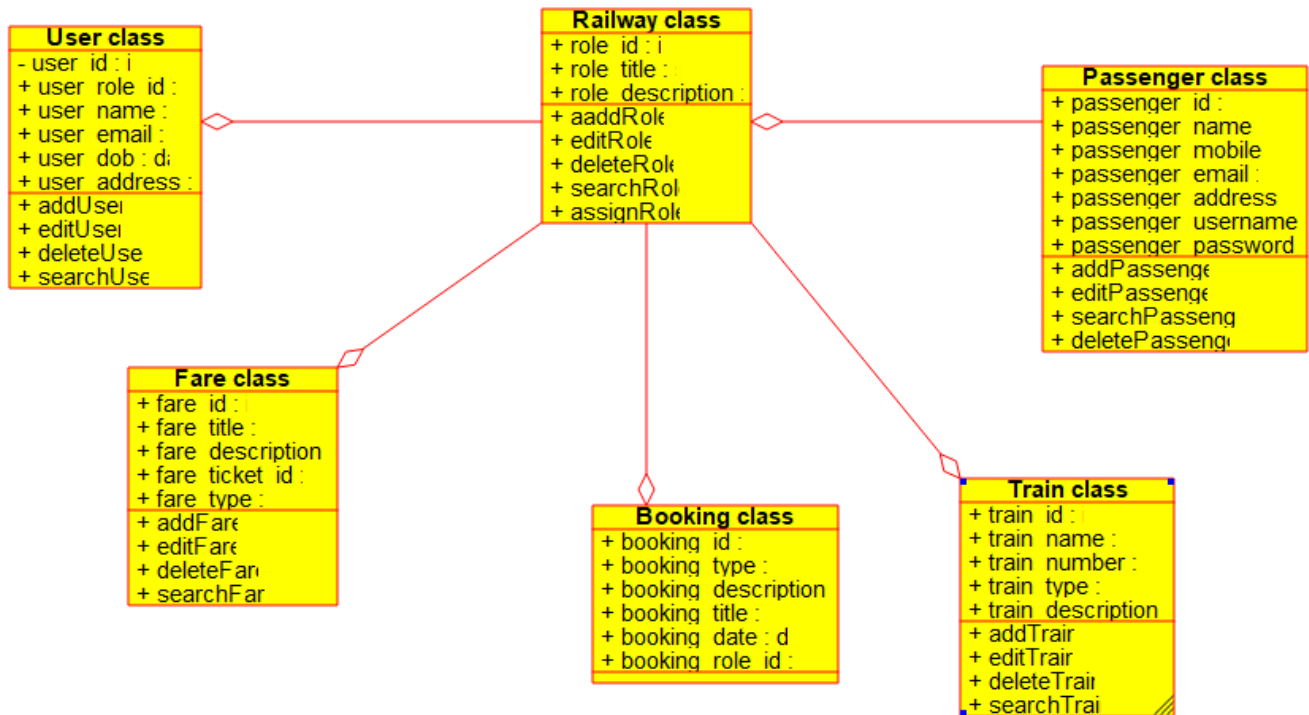 User class
- user_id : i
+ user_role_id :
+ user_name :
+ user_email :
+ user_dob : da
+ user_address :
+ addUser
+ editUser
+ deleteUse
+ searchUse
Railway class
+ role_id : i
+ role_title :
+ role_description :
+ aaddRole
+ editRole
+ deleteRole
+ searchRol
+ assignRole
Passenger class
+ passenger_id :
+ passenger_name
+ passenger_mobile
+ passenger_email :
+ passenger_address
+ passenger_username
+ passenger_password
+ addPassenge
+ editPassenge
+ searchPasseng
+ deletePassenge
Fare class
+ fare_id : i
+ fare_title :
+ fare_description
+ fare_ticket_id :
+ fare_type :
+ addFare
+ editFare
+ deleteFare
+ searchFar
Booking class
+ booking_id :
+ booking_type :
+ booking_description
+ booking_title :
+ booking_date : d
+ booking_role_id :
Train class
+ train_id : i
+ train_name :
+ train_number :
+ train_type :
+ train_description
+ addTrain
+ editTrain
+ deleteTrain
+ searchTrai